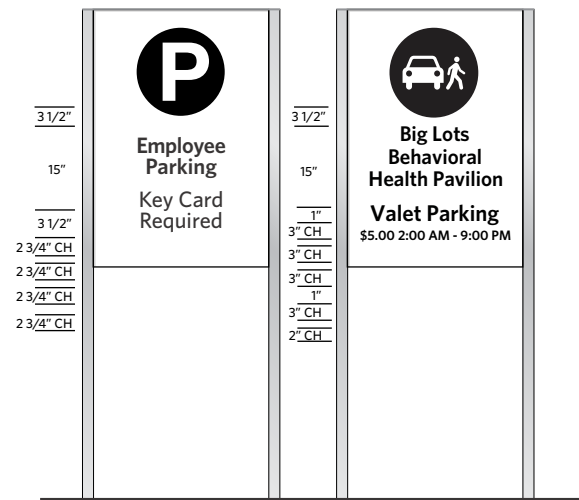 3 1/2"
15"
3 1/2"
2 3/4" CH
2 3/4" CH
2 3/4" CH
2 3/4" CH
P
Employee
Parking
Key Card
Required
3 1/2"
15"
1"
3" CH
3" CH
3" CH
1"
3" CH
2" CH
Big Lots
Behavioral
Health Pavilion
Valet Parking
$5.00 2:00 AM - 9:00 PM